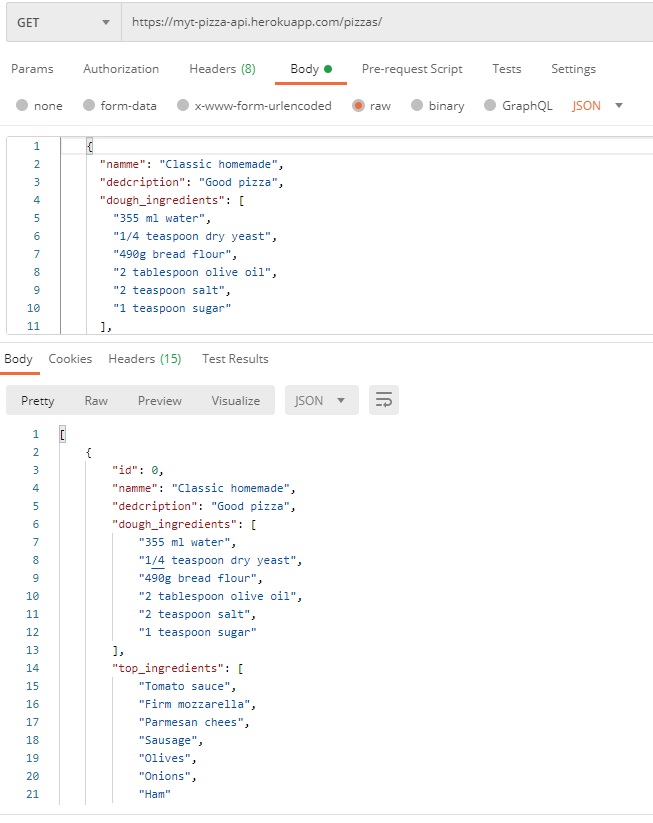 GET https://myt-pizza-api.herokuapp.com/pizzas/
Params Authorization Headers (8) Body Pre-request Script Tests Settings
none form-data x-www-form-urlencoded raw binary GraphQL JSON
1 {
2 "namme": "Classic homemade",
3 "dedcription": "Good pizza",
4 "dough_ingredients": [
5 "355 ml water",
6 "1/4 teaspoon dry yeast",
7 "490g bread flour",
8 "2 tablespoon olive oil",
9 "2 teaspoon salt",
10 "1 teaspoon sugar"
11 ],
Body Cookies Headers (15) Test Results
Pretty Raw Preview Visualize JSON
1 [
2 {
3 "id": 0,
4 "namme": "Classic homemade",
5 "dedcription": "Good pizza",
6 "dough_ingredients": [
7 "355 ml water",
8 "1/4 teaspoon dry yeast",
9 "490g bread flour",
10 "2 tablespoon olive oil",
11 "2 teaspoon salt",
12 "1 teaspoon sugar"
13 ],
14 "top_ingredients": [
15 "Tomato sauce",
16 "Firm mozzarella",
17 "Parmesan chees",
18 "Sausage",
19 "Olives",
20 "Onions",
21 "Ham"